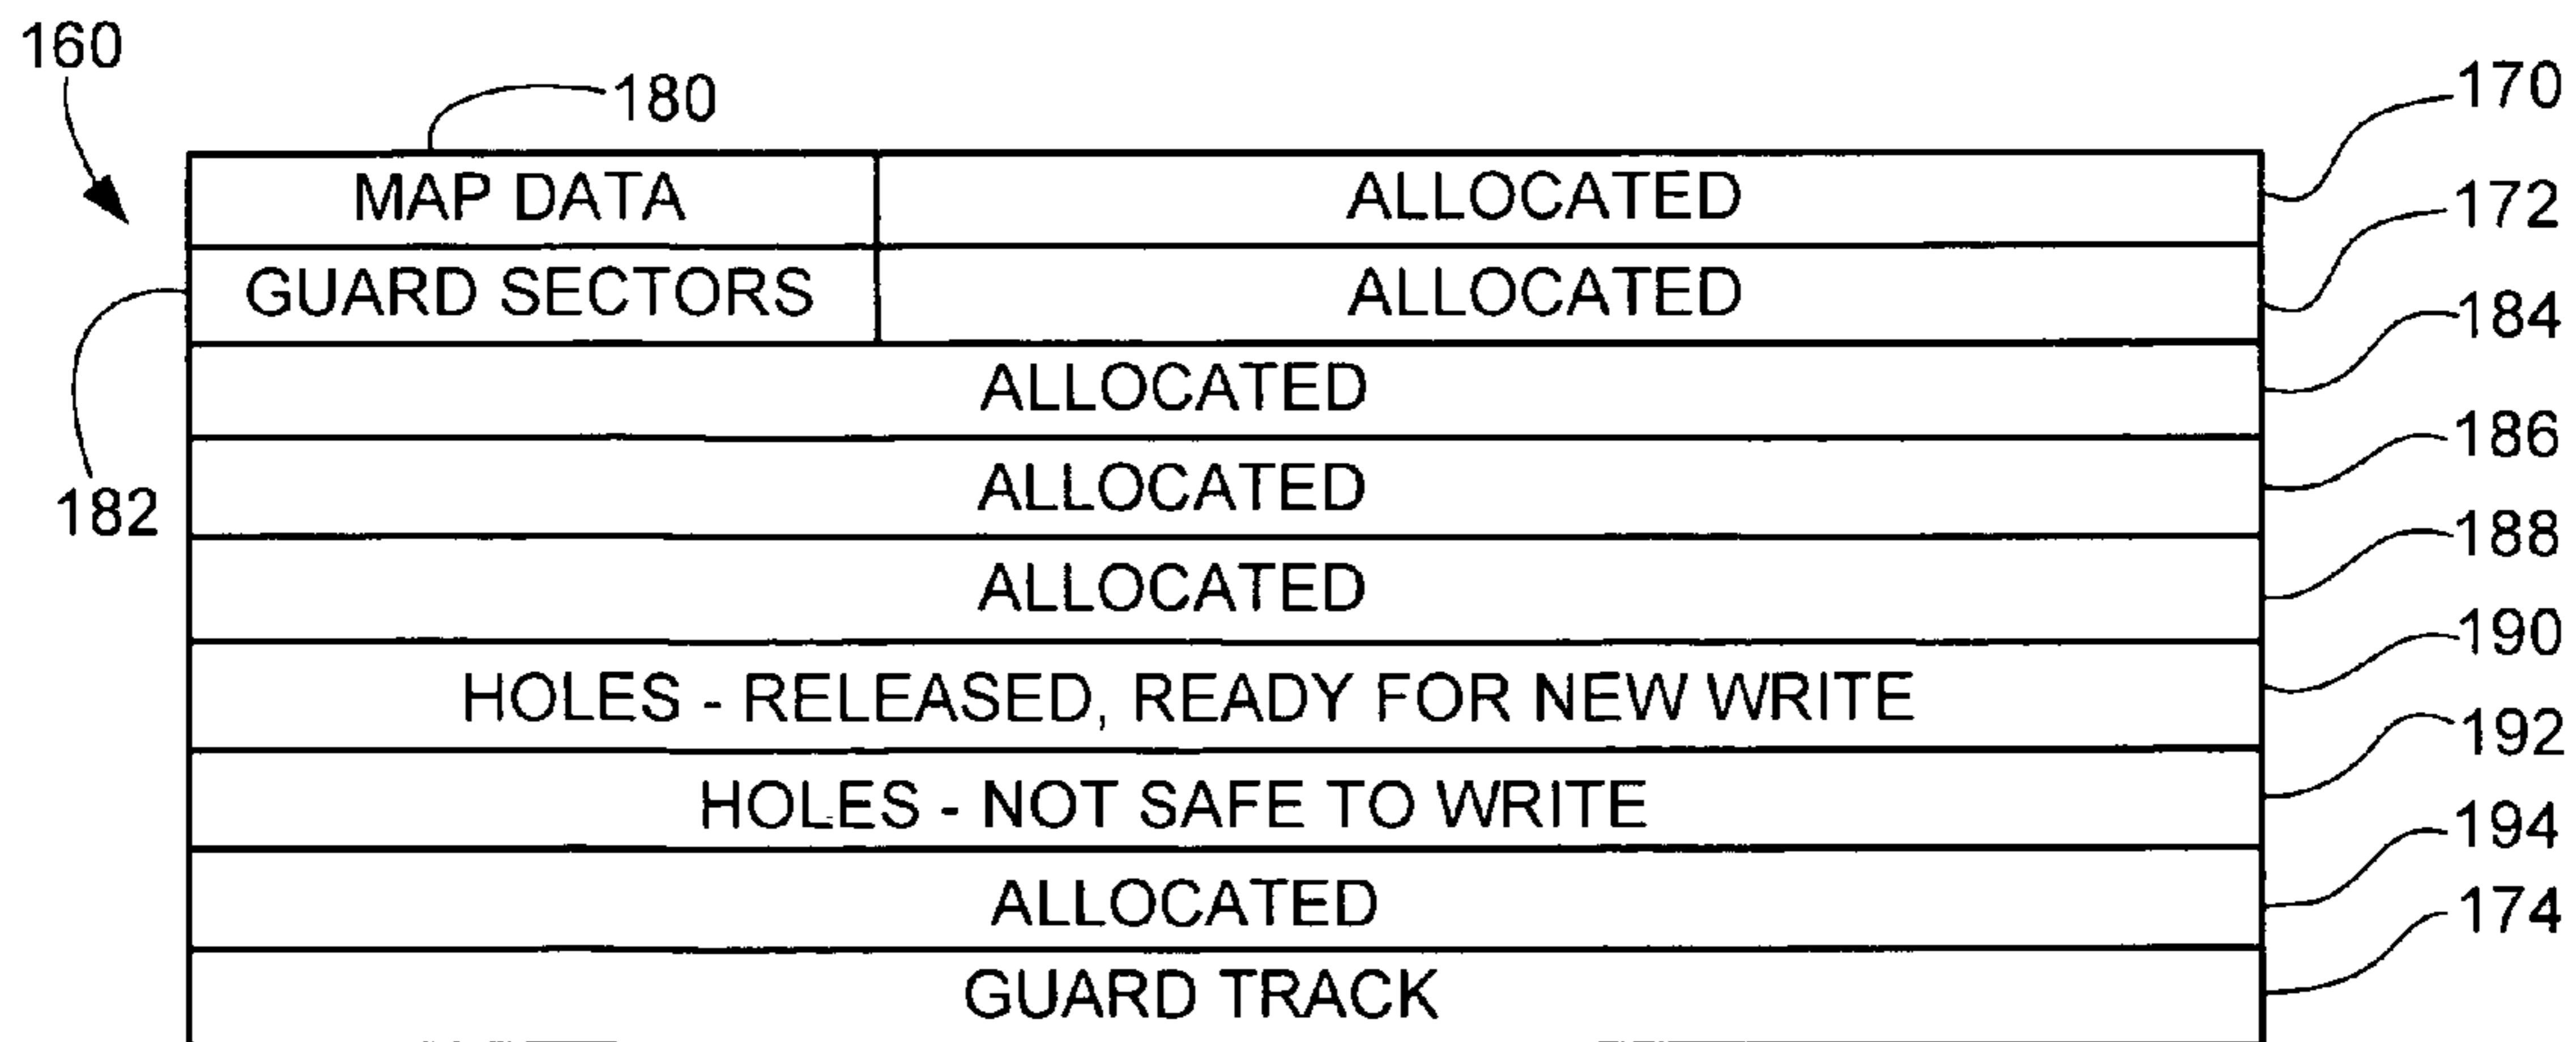 160
180
170
MAP DATA ALLOCATED
172
GUARD SECTORS ALLOCATED
184
ALLOCATED
186
ALLOCATED
182
188
ALLOCATED
190
HOLES - RELEASED, READY FOR NEW WRITE
192
HOLES - NOT SAFE TO WRITE
194
ALLOCATED
174
GUARD TRACK